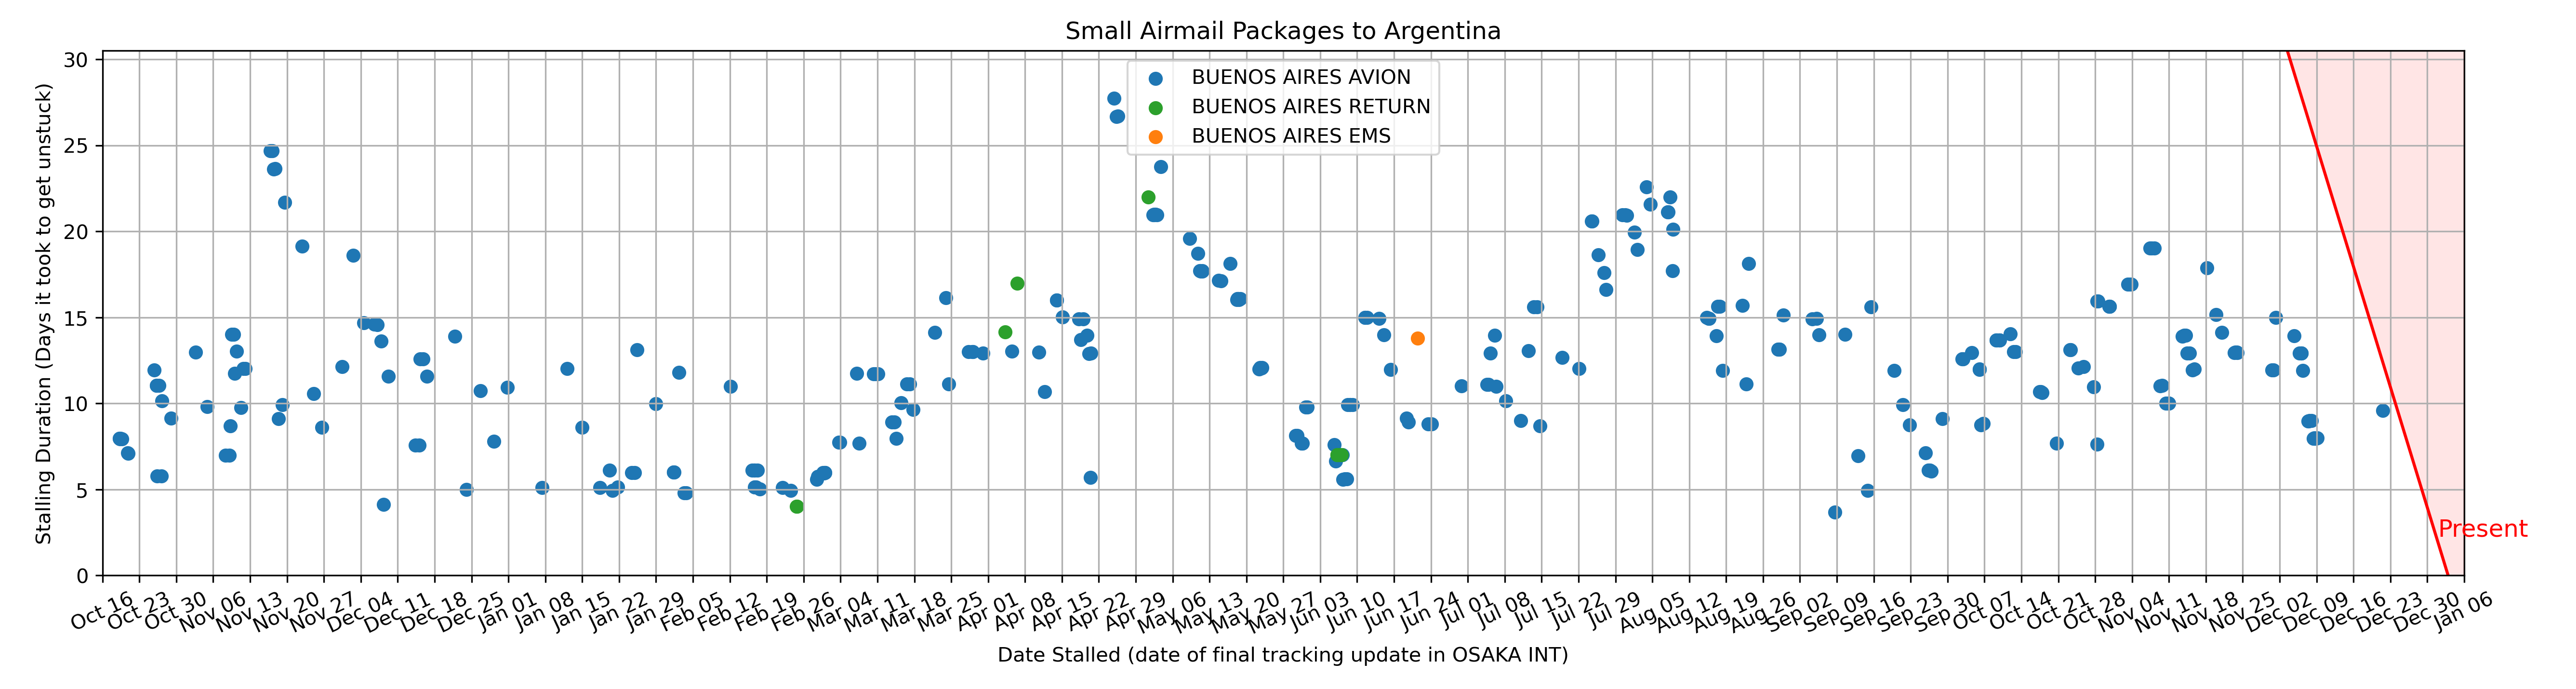 Small Airmail Packages to Argentina
BUENOS AIRES AVION
BUENOS AIRES RETURN
BUENOS AIRES EMS
Stalling Duration (Days it took to get unstuck)
30
25
20
15
10
5
0
Present
Oct 16
Oct 23
Oct 30
Nov 06
Nov 13
Nov 20
Nov 27
Dec 04
Dec 11
Dec 18
Dec 25
Jan 01
Jan 08
Jan 15
Jan 22
Jan 29
Feb 05
Feb 12
Feb 19
Feb 26
Mar 04
Mar 11
Mar 18
Mar 25
Apr 01
Apr 08
Apr 15
Apr 22
Apr 29
May 06
May 13
May 20
May 27
Jun 03
Jun 10
Jun 17
Jun 24
Jul 01
Jul 08
Jul 15
Jul 22
Jul 29
Aug 05
Aug 12
Aug 19
Aug 26
Sep 02
Sep 09
Sep 16
Sep 23
Sep 30
Oct 07
Oct 14
Oct 21
Oct 28
Nov 04
Nov 11
Nov 18
Nov 25
Dec 02
Dec 09
Dec 16
Dec 23
Dec 30
Jan 06
Date Stalled (date of final tracking update in OSAKA INT)